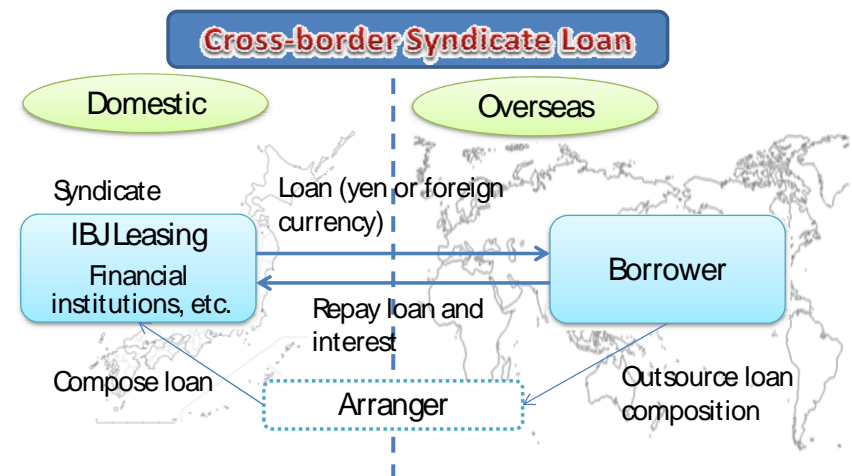 Cross-border Syndicate Loan
Domestic
Overseas
Syndicate
IBJ Leasing
Financial
institutions, etc.
Loan (yen or foreign
currency)
Borrower
Repay loan and
interest
Compose loan
Arranger
Outsource loan
composition